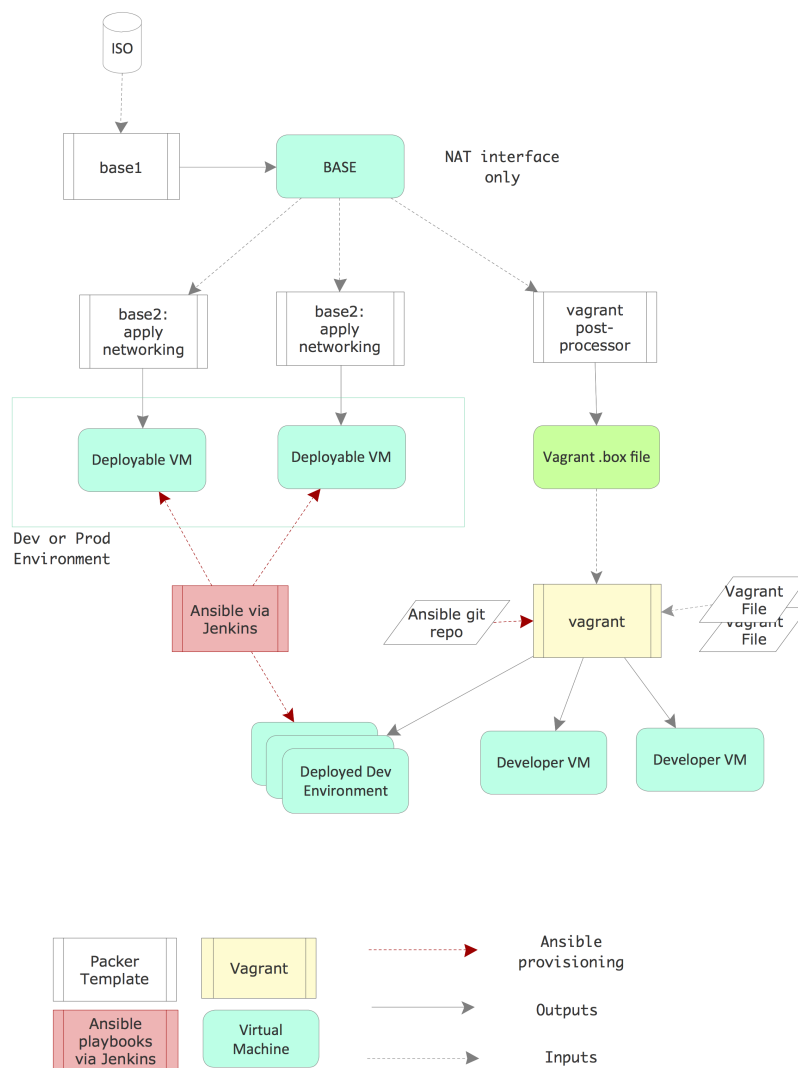 ISO
base1
BASE
NAT interface
only
base2:
apply
networking
base2:
apply
networking
vagrant
post-
processor
Deployable VM
Deployable VM
Vagrant .box file
Dev or Prod
Environment
Ansible via
Jenkins
Ansible git
repo
vagrant
Vagrant
File
Vagrant
File
Deployed Dev
Environment
Developer VM
Developer VM
Packer
Template
Vagrant
Ansible
provisioning
Outputs
Ansible
playbooks
via Jenkins
Virtual
Machine
Inputs